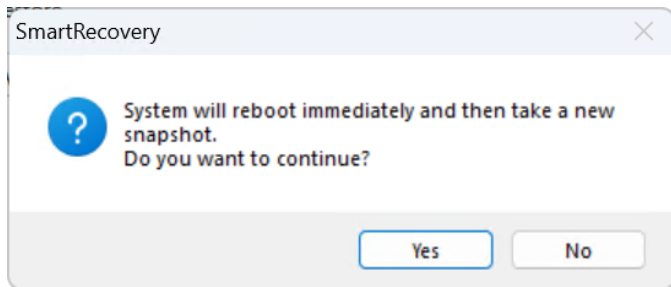 SmartRecovery
System will reboot immediately and then take a new
snapshot.
Do you want to continue?
Yes
No